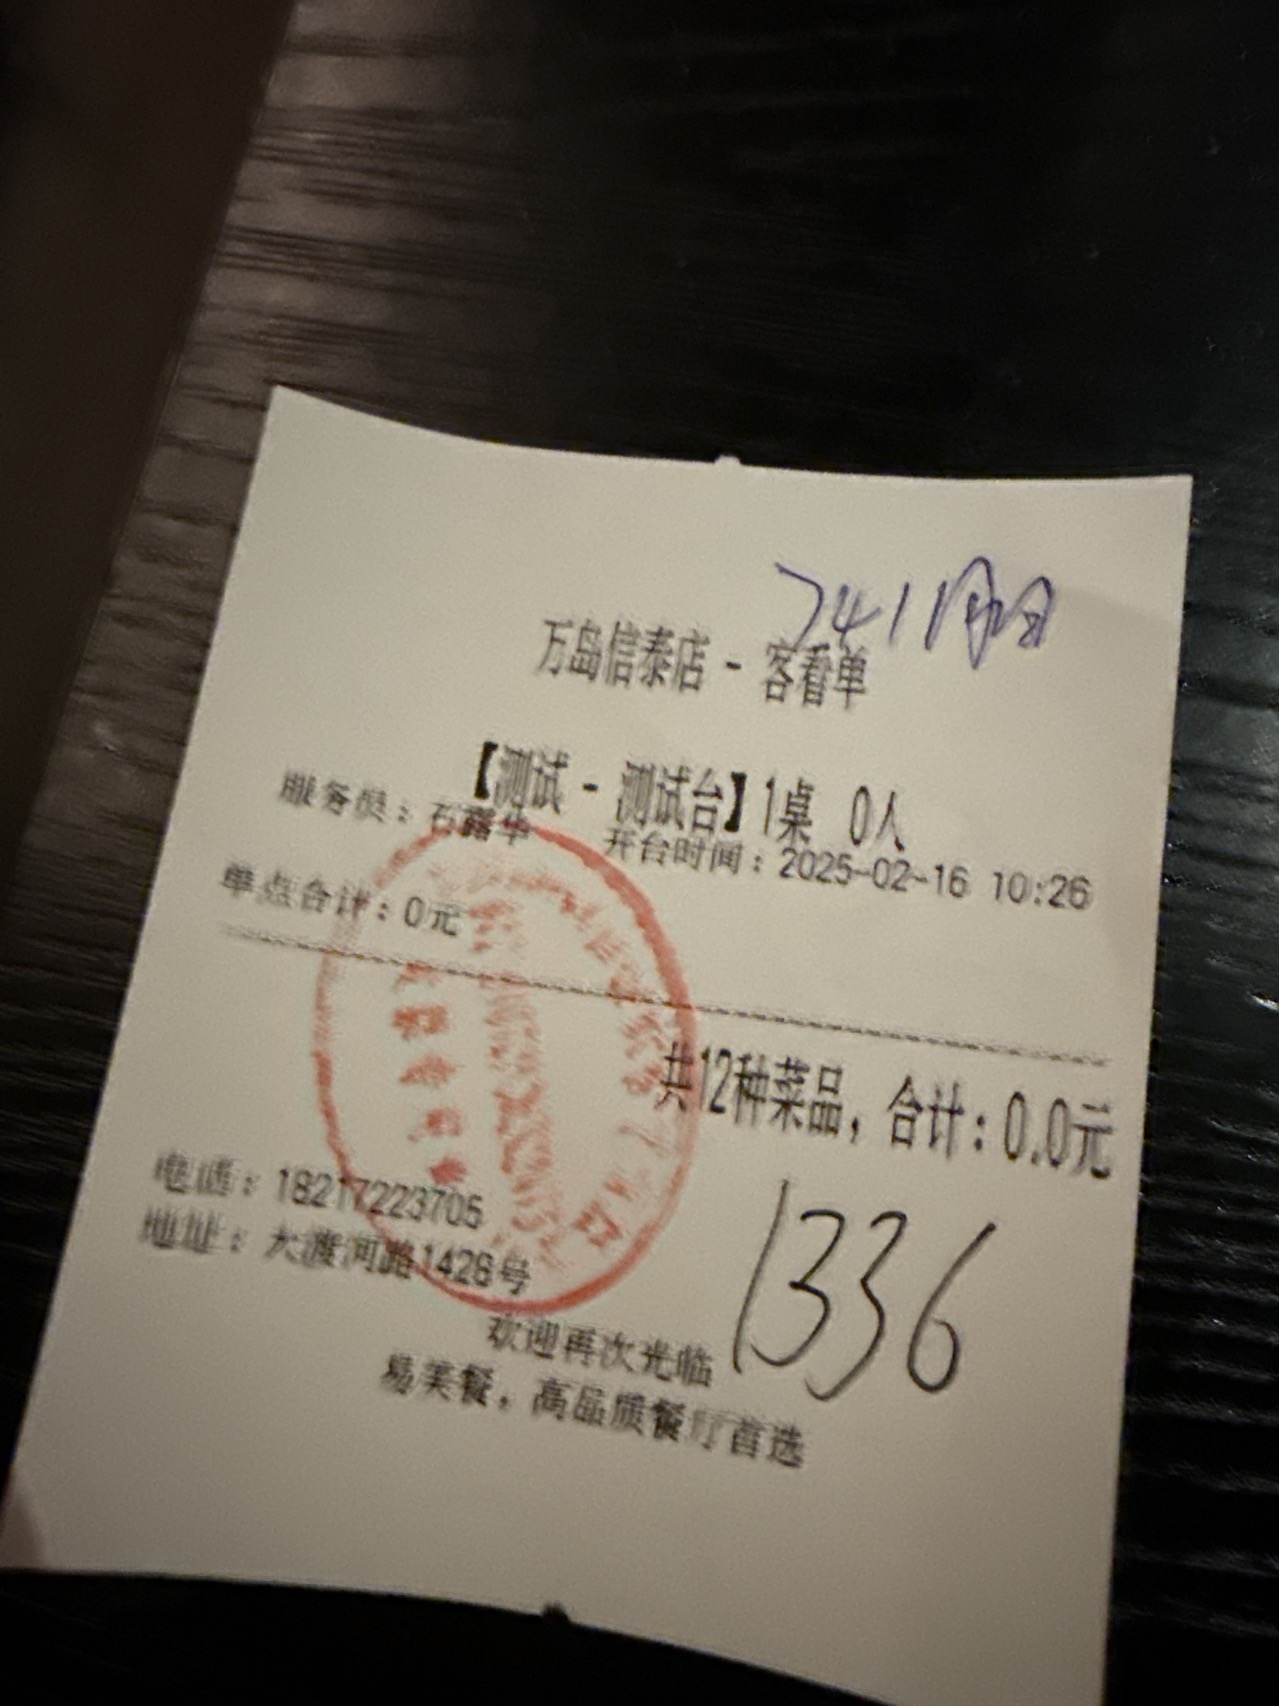 万岛信泰店 - 客看单
【测试 - 测试台】1桌 0人
服务员：石露华 开台时间：2025-02-16 10:26
单点合计：0元
共12种菜品，合计：0.0元
电话：18217223705
地址：大渡河路1426号
1336
欢迎再次光临
易美餐，高品质餐厅首选